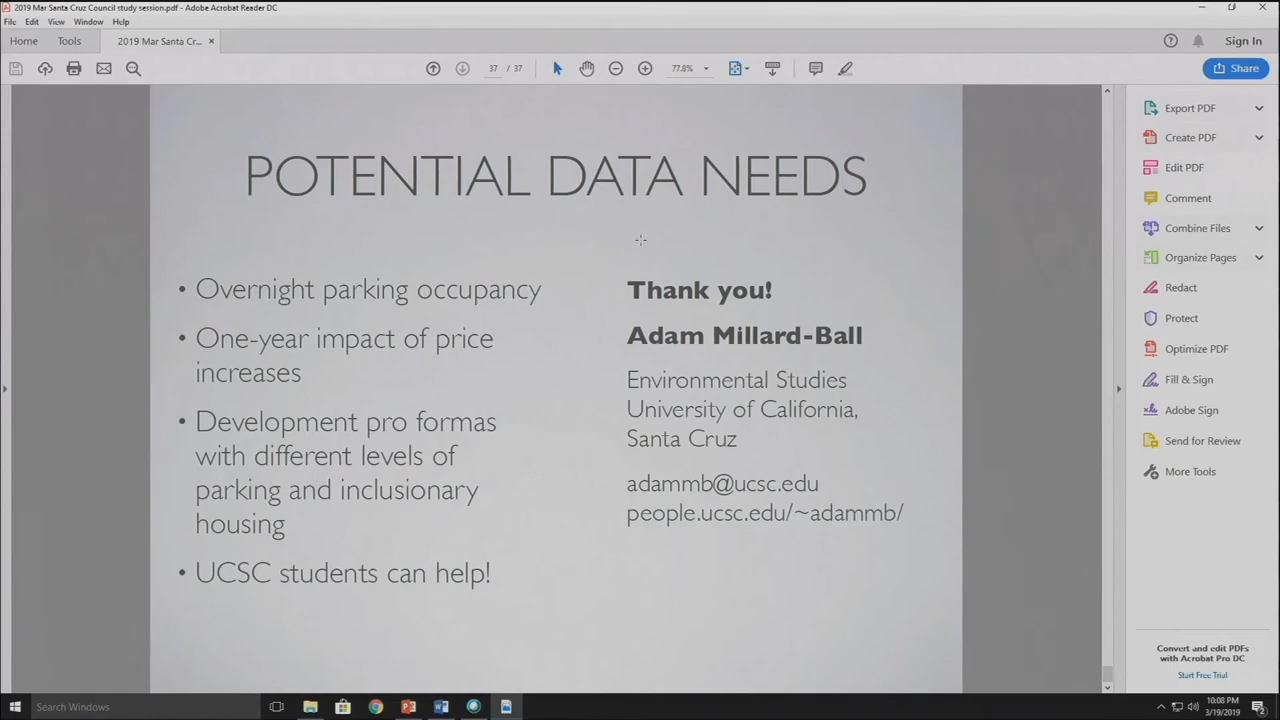 2019 Mar Santa Cruz Council study session.pdf - Adobe Acrobat Reader DC
File Edit View Window Help
Home Tools 2019 Mar Santa Cr... × Sign In
37 / 37 77.8% Share
POTENTIAL DATA NEEDS
• Overnight parking occupancy
• One-year impact of price
increases
• Development pro formas
with different levels of
parking and inclusionary
housing
• UCSC students can help!
Thank you!
Adam Millard-Ball
Environmental Studies
University of California,
Santa Cruz
adammb@ucsc.edu
people.ucsc.edu/~adammb/
Export PDF
Create PDF
Edit PDF
Comment
Combine Files
Organize Pages
Redact
Protect
Optimize PDF
Fill & Sign
Adobe Sign
Send for Review
More Tools
Convert and edit PDFs
with Acrobat Pro DC
Start Free Trial
Search Windows
10:08 PM
3/19/2019
2